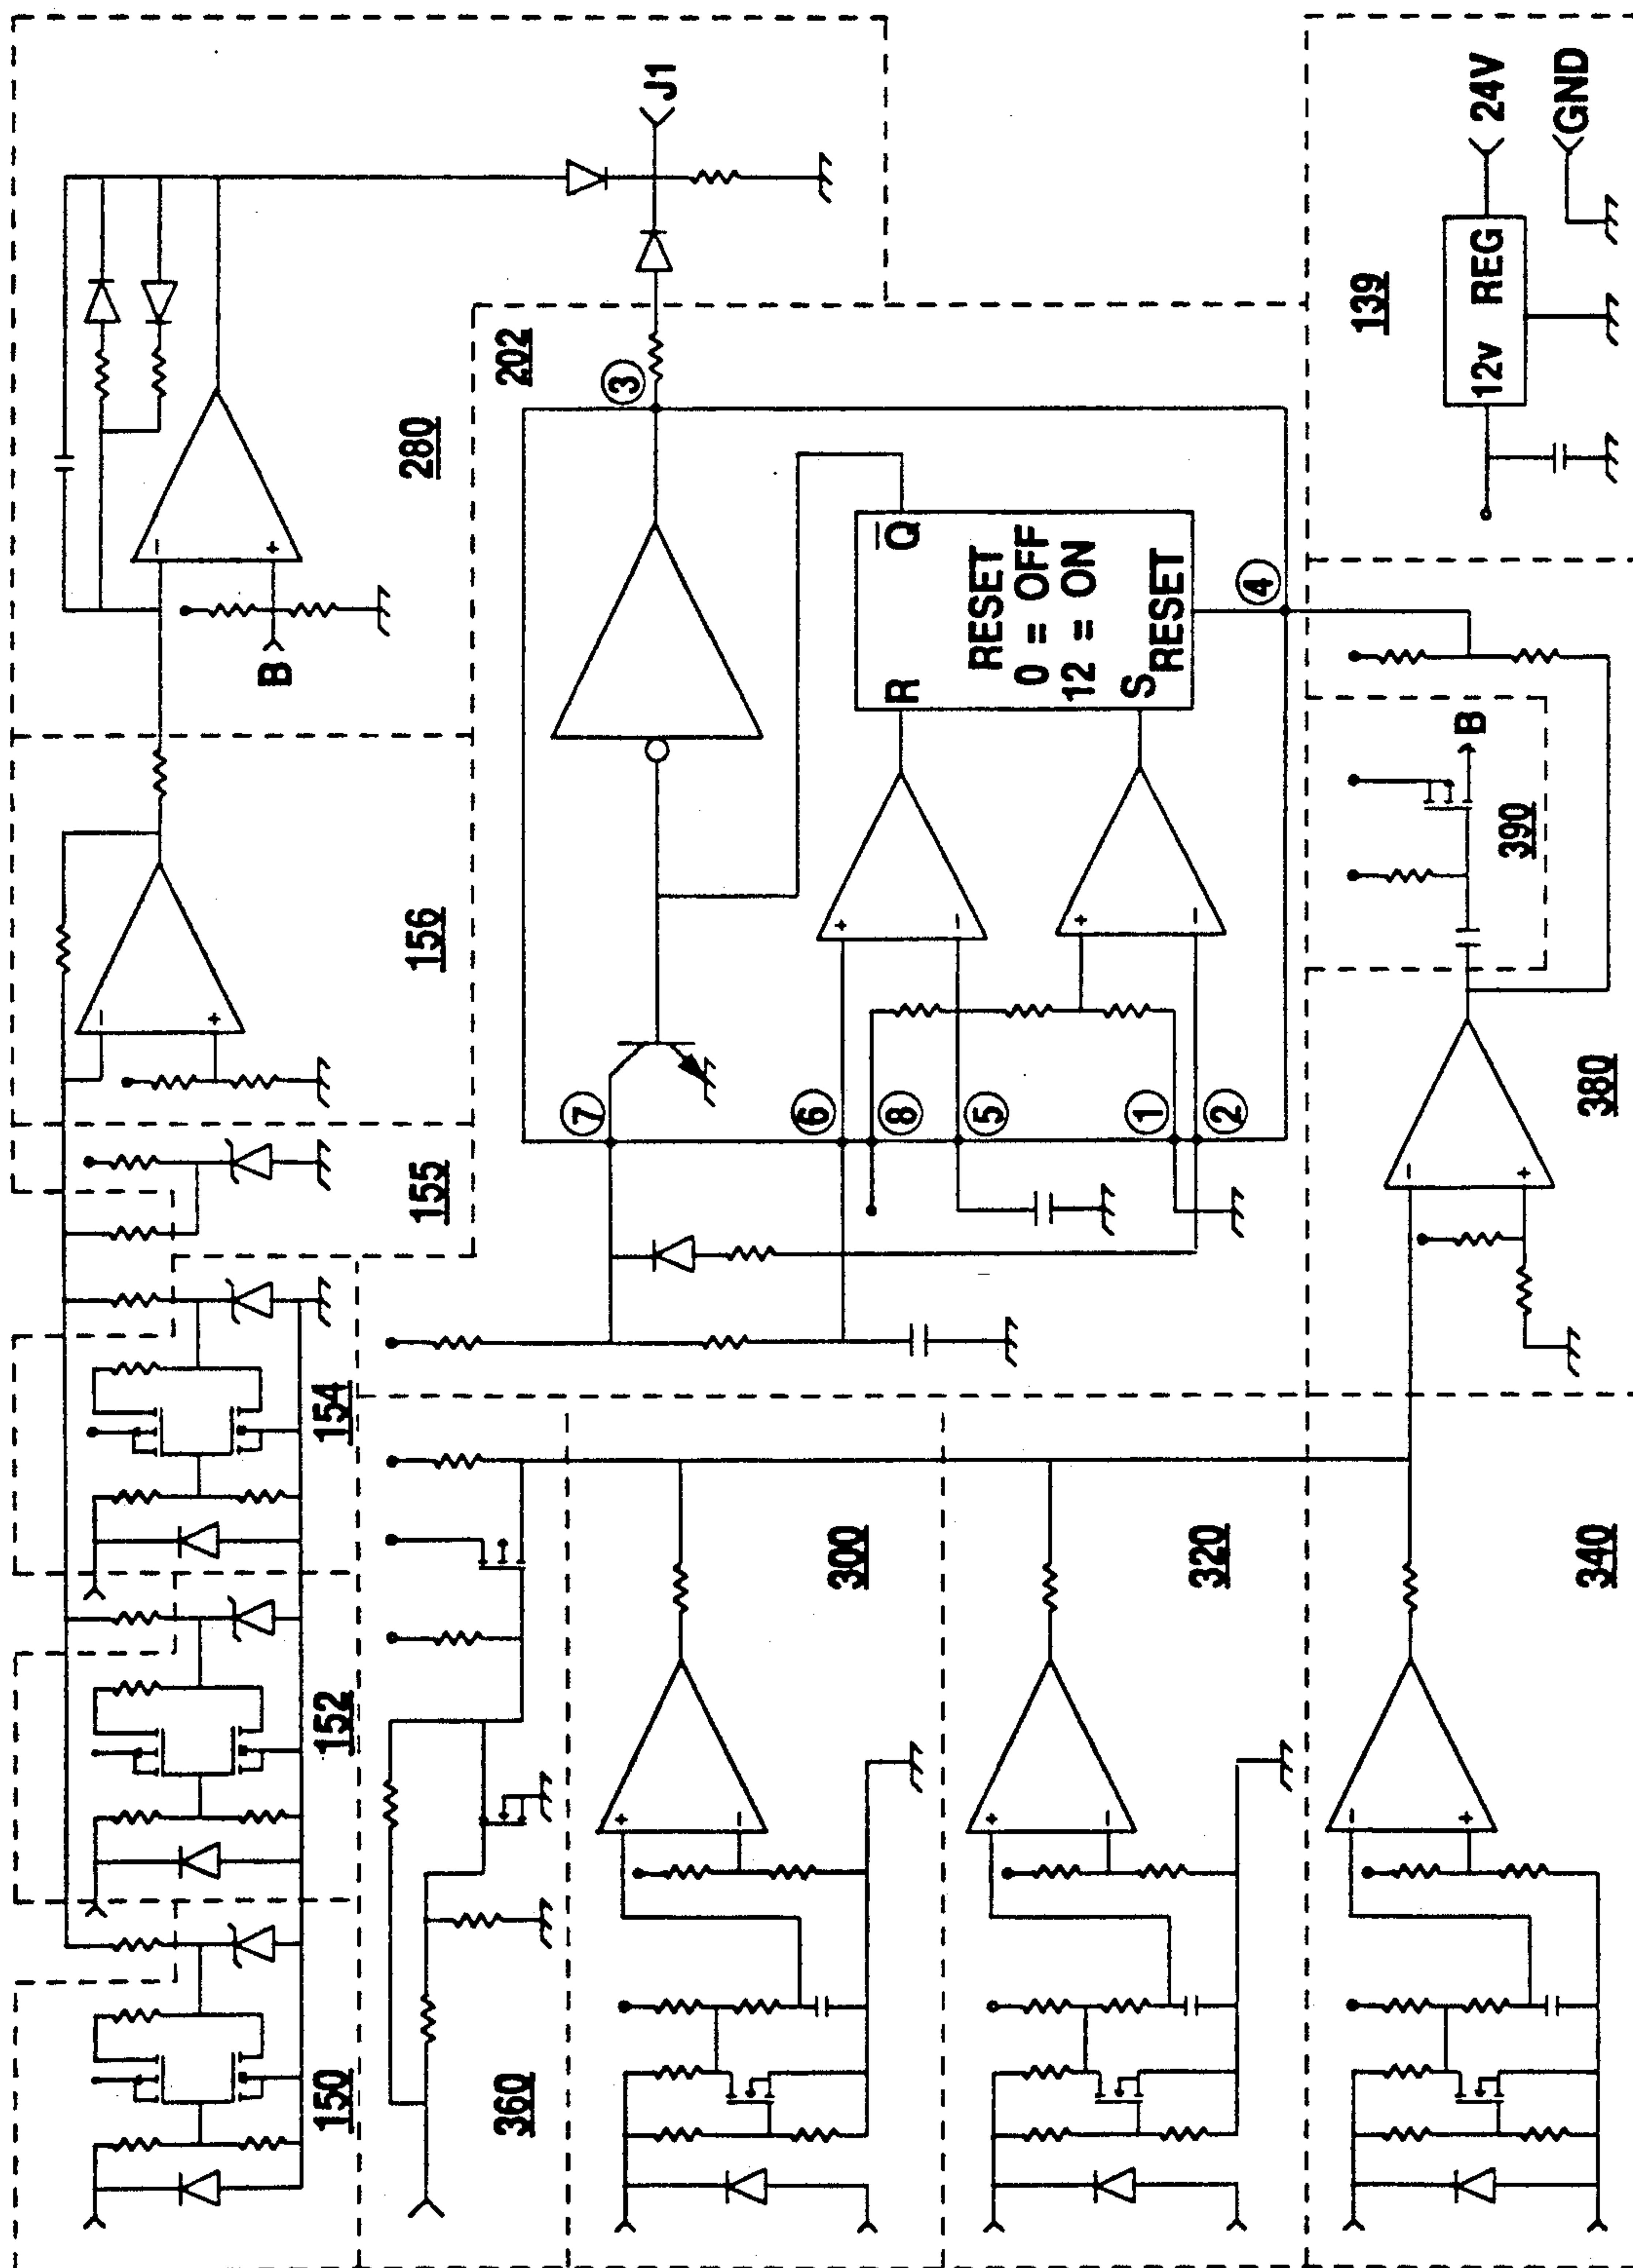 J1
24V
GND
12v REG
139
202
3
280
B
Q
RESET
0 = OFF
12 = ON
R
S
RESET
4
B
390
156
155
7
6
8
5
1
2
380
154
152
150
360
300
320
340
+
−
+
−
+
−
+
−
+
−
+
−
+
−
+
−